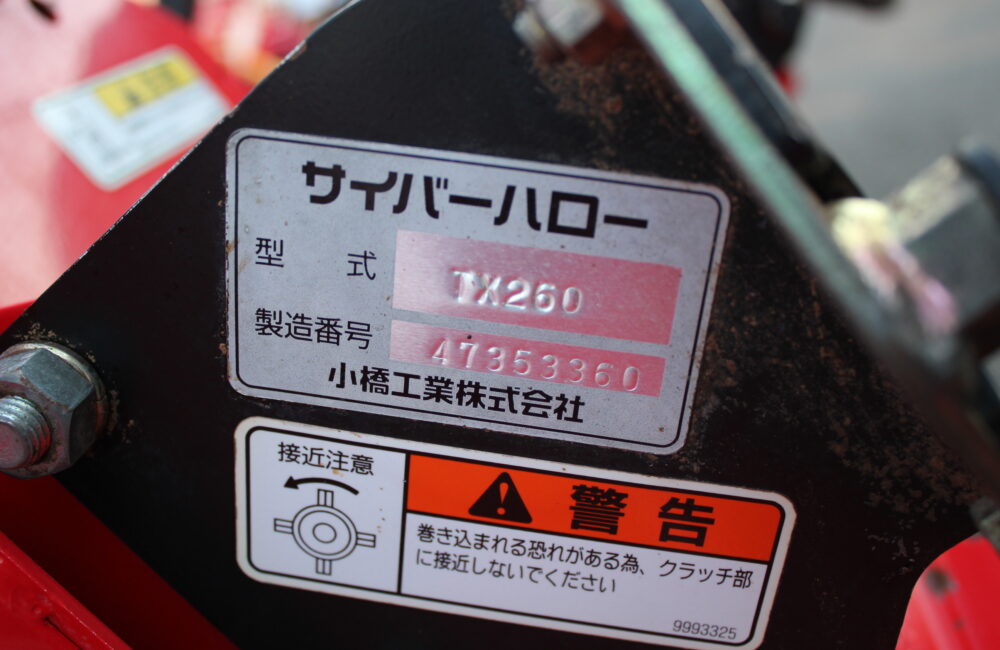 サイバーハロー
型式 TX260
製造番号 47353360
小橋工業株式会社
接近注意
警告
巻き込まれる恐れがある為、クラッチ部
に接近しないでください
9993325